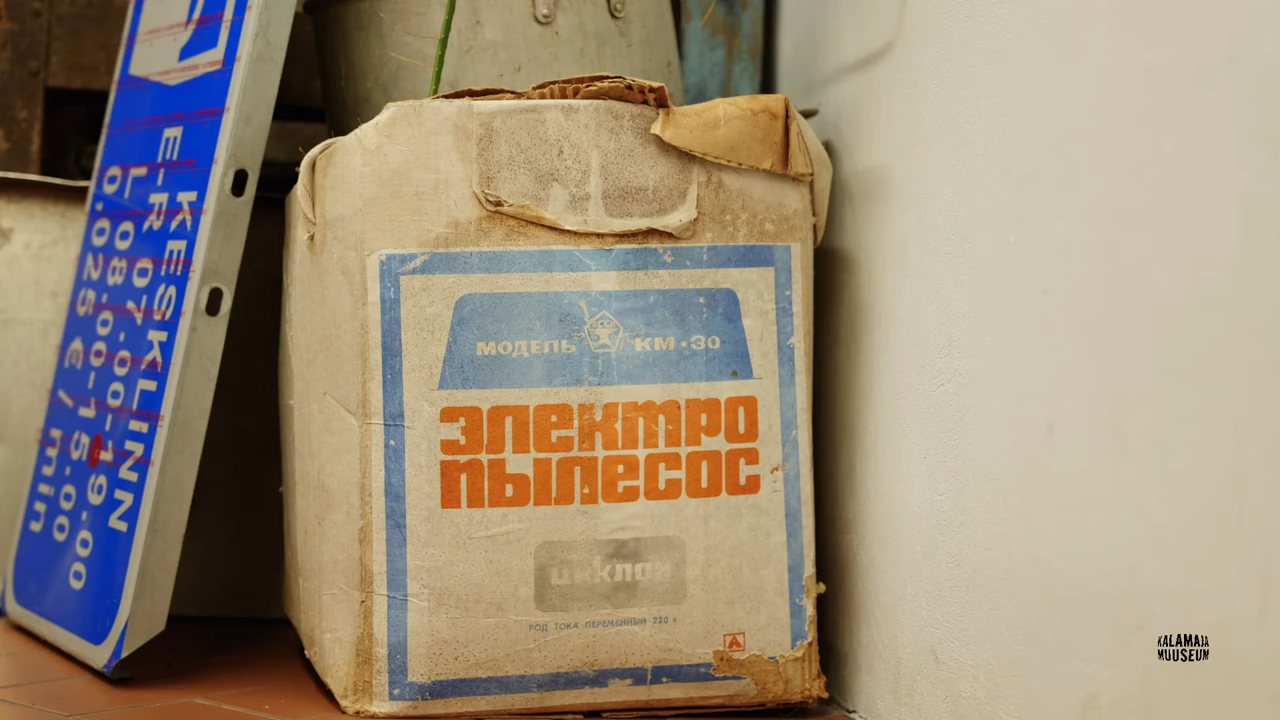 KESKLINN
E-R 07.00-19.00
L 08.00-15.00
0,025 € / min
МОДЕЛЬ КМ·30
электро
пылесос
циклон
РОД ТОКА ПЕРЕМЕННЫЙ 220 в
KALAMAJA
MUUSEUM